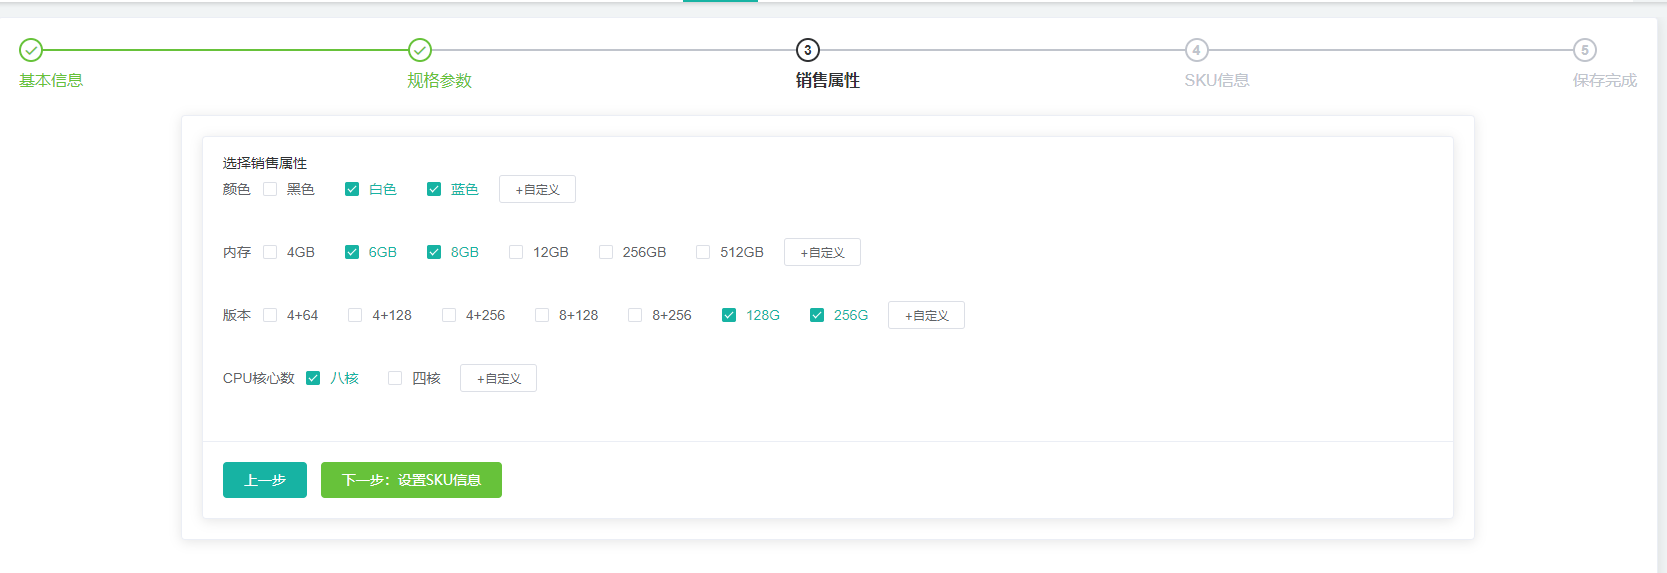 3 4 5
基本信息 规格参数 销售属性 SKU信息 保存完成
选择销售属性
颜色 黑色 白色 蓝色 +自定义
内存 4GB 6GB 8GB 12GB 256GB 512GB +自定义
版本 4+64 4+128 4+256 8+128 8+256 128G 256G +自定义
CPU核心数 八核 四核 +自定义
上一步 下一步：设置SKU信息